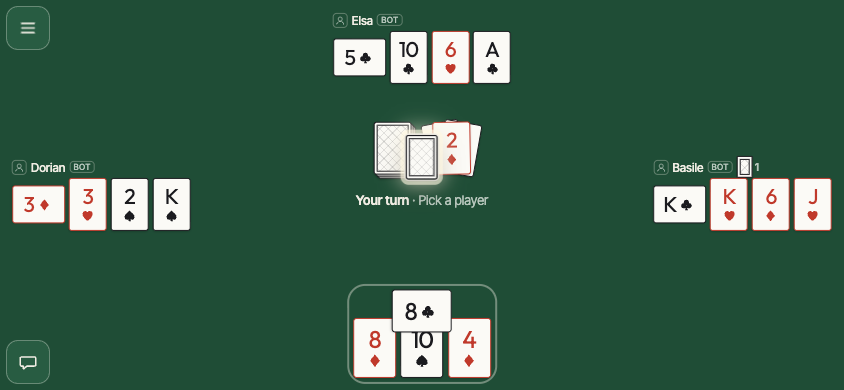 Elsa BOT
5 10 6 A
2
Dorian BOT
3 3 2 K
Basile BOT 1
K K 6 J
Your turn · Pick a player
8
8 10 4